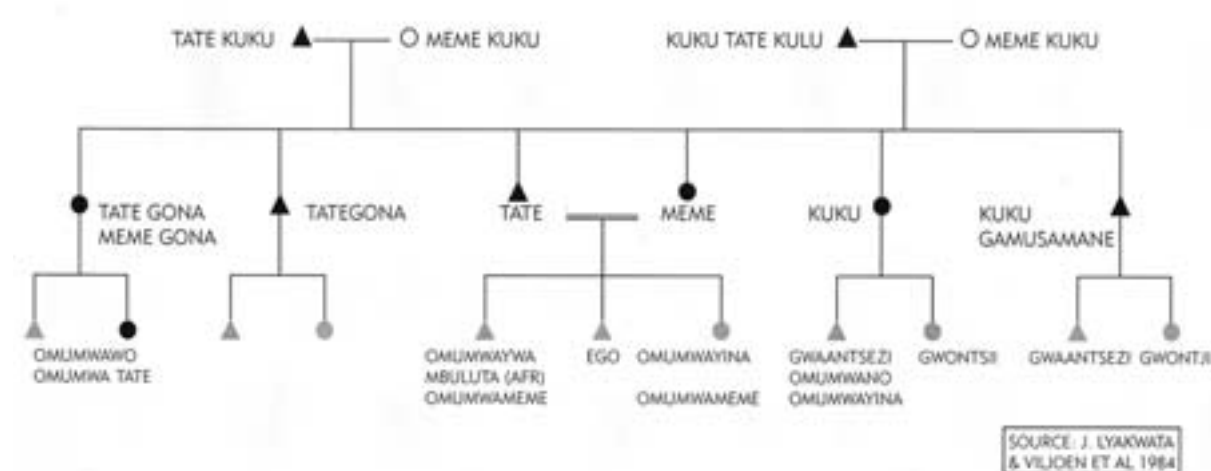 TATE KUKU
MEME KUKU
KUKU TATE KULU
MEME KUKU
TATE GONA
MEME GONA
TATEGONA
TATE
MEME
KUKU
KUKU
GAMUSAMANE
OMUMWAWO
OMUMWA TATE
OMUMWAYWA
MBULUTA (AFR)
OMUMWAMEME
EGO
OMUMWAYINA
OMUMWAMEME
GWAANTSEZI
OMUMWANO
OMUMWAYINA
GWONTSII
GWAANTSEZI
GWONTJI
SOURCE: J. LYAKWATA
& VILJOEN ET AL 1984